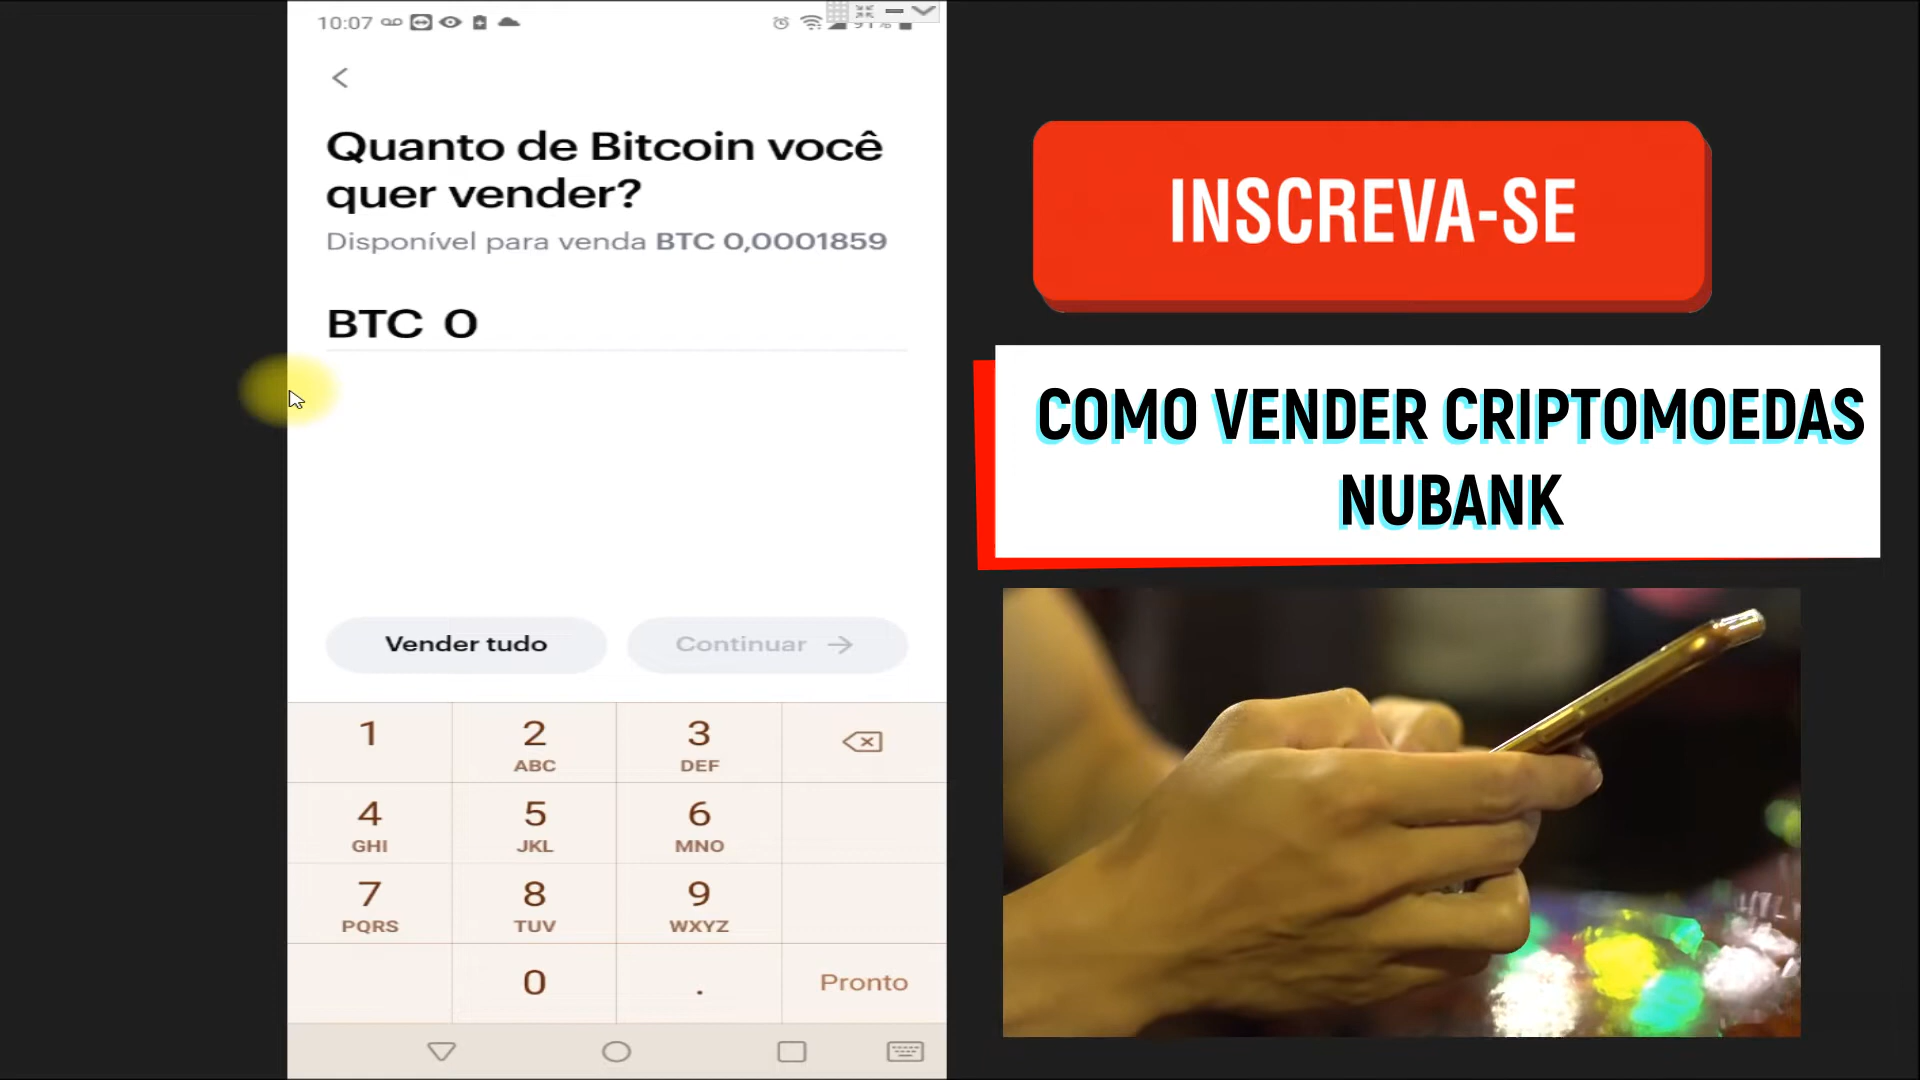 10:07
Quanto de Bitcoin você
quer vender?
Disponível para venda BTC 0,0001859
BTC 0
Vender tudo
Continuar
1
2
ABC
3
DEF
4
GHI
5
JKL
6
MNO
7
PQRS
8
TUV
9
WXYZ
0
.
Pronto
INSCREVA-SE
COMO VENDER CRIPTOMOEDAS
NUBANK